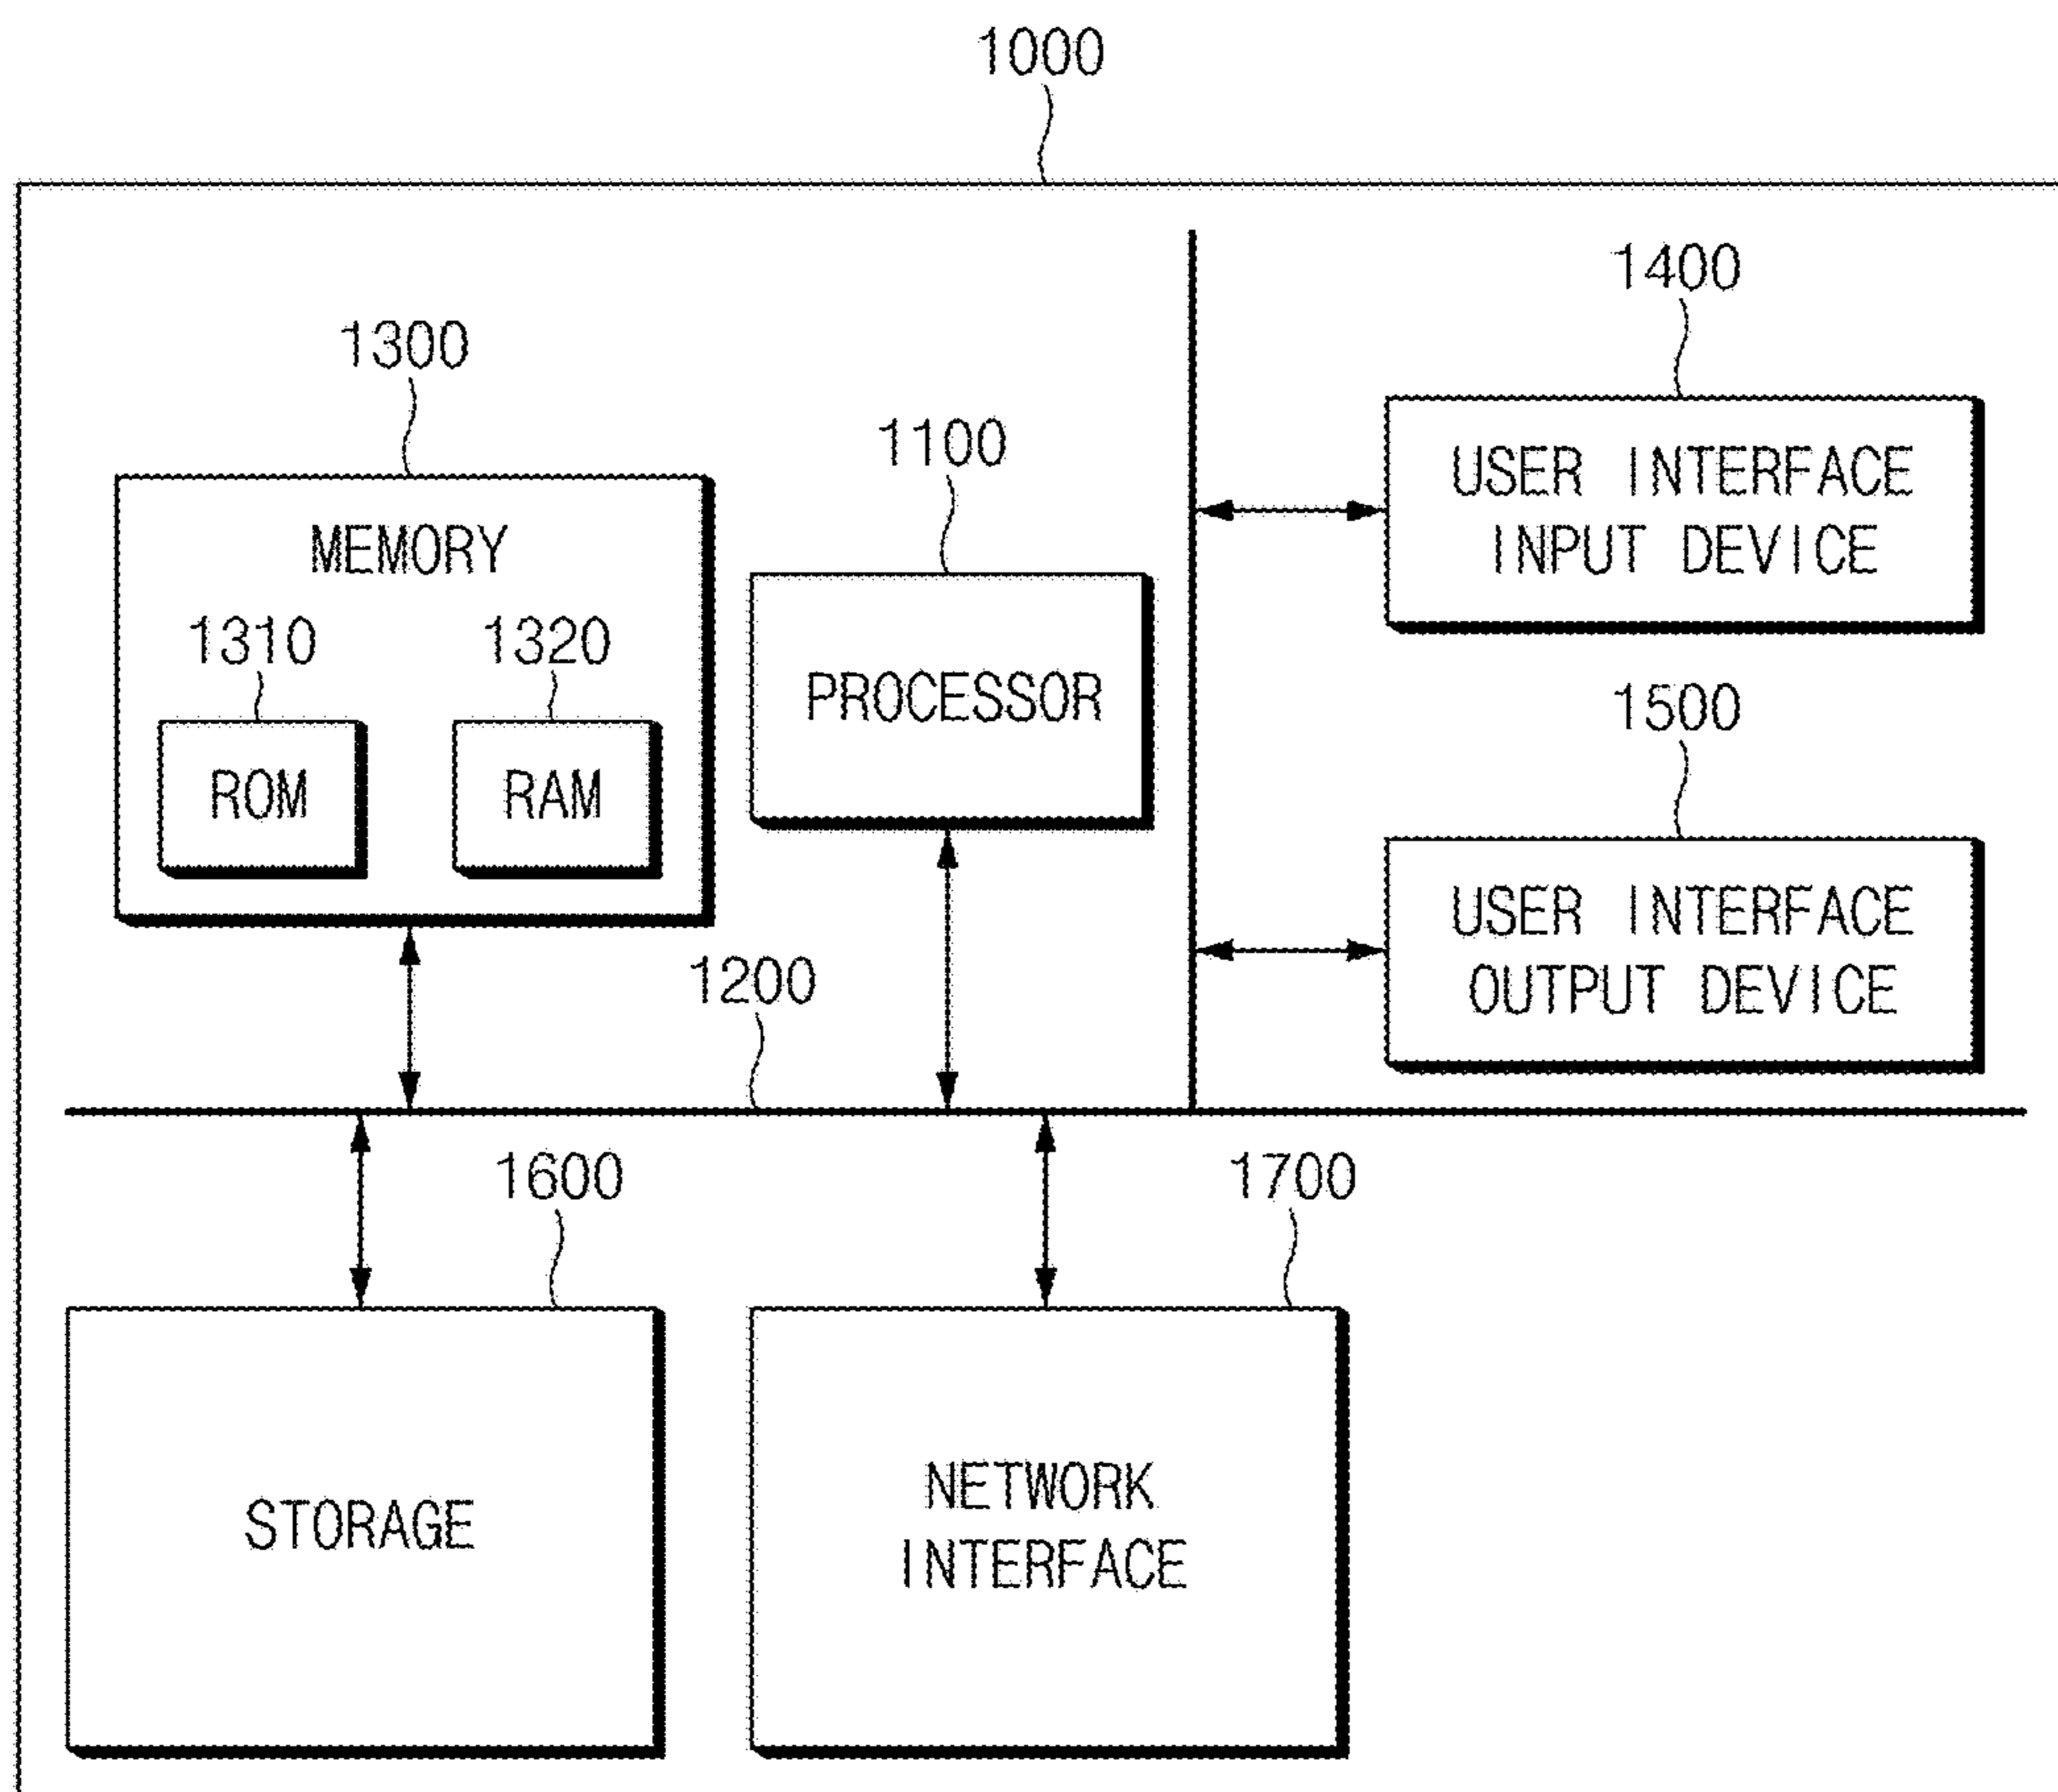 1000
1300
MEMORY
1310
1320
ROM
RAM
1100
PROCESSOR
1400
USER INTERFACE
INPUT DEVICE
1500
USER INTERFACE
OUTPUT DEVICE
1200
1600
STORAGE
1700
NETWORK
INTERFACE